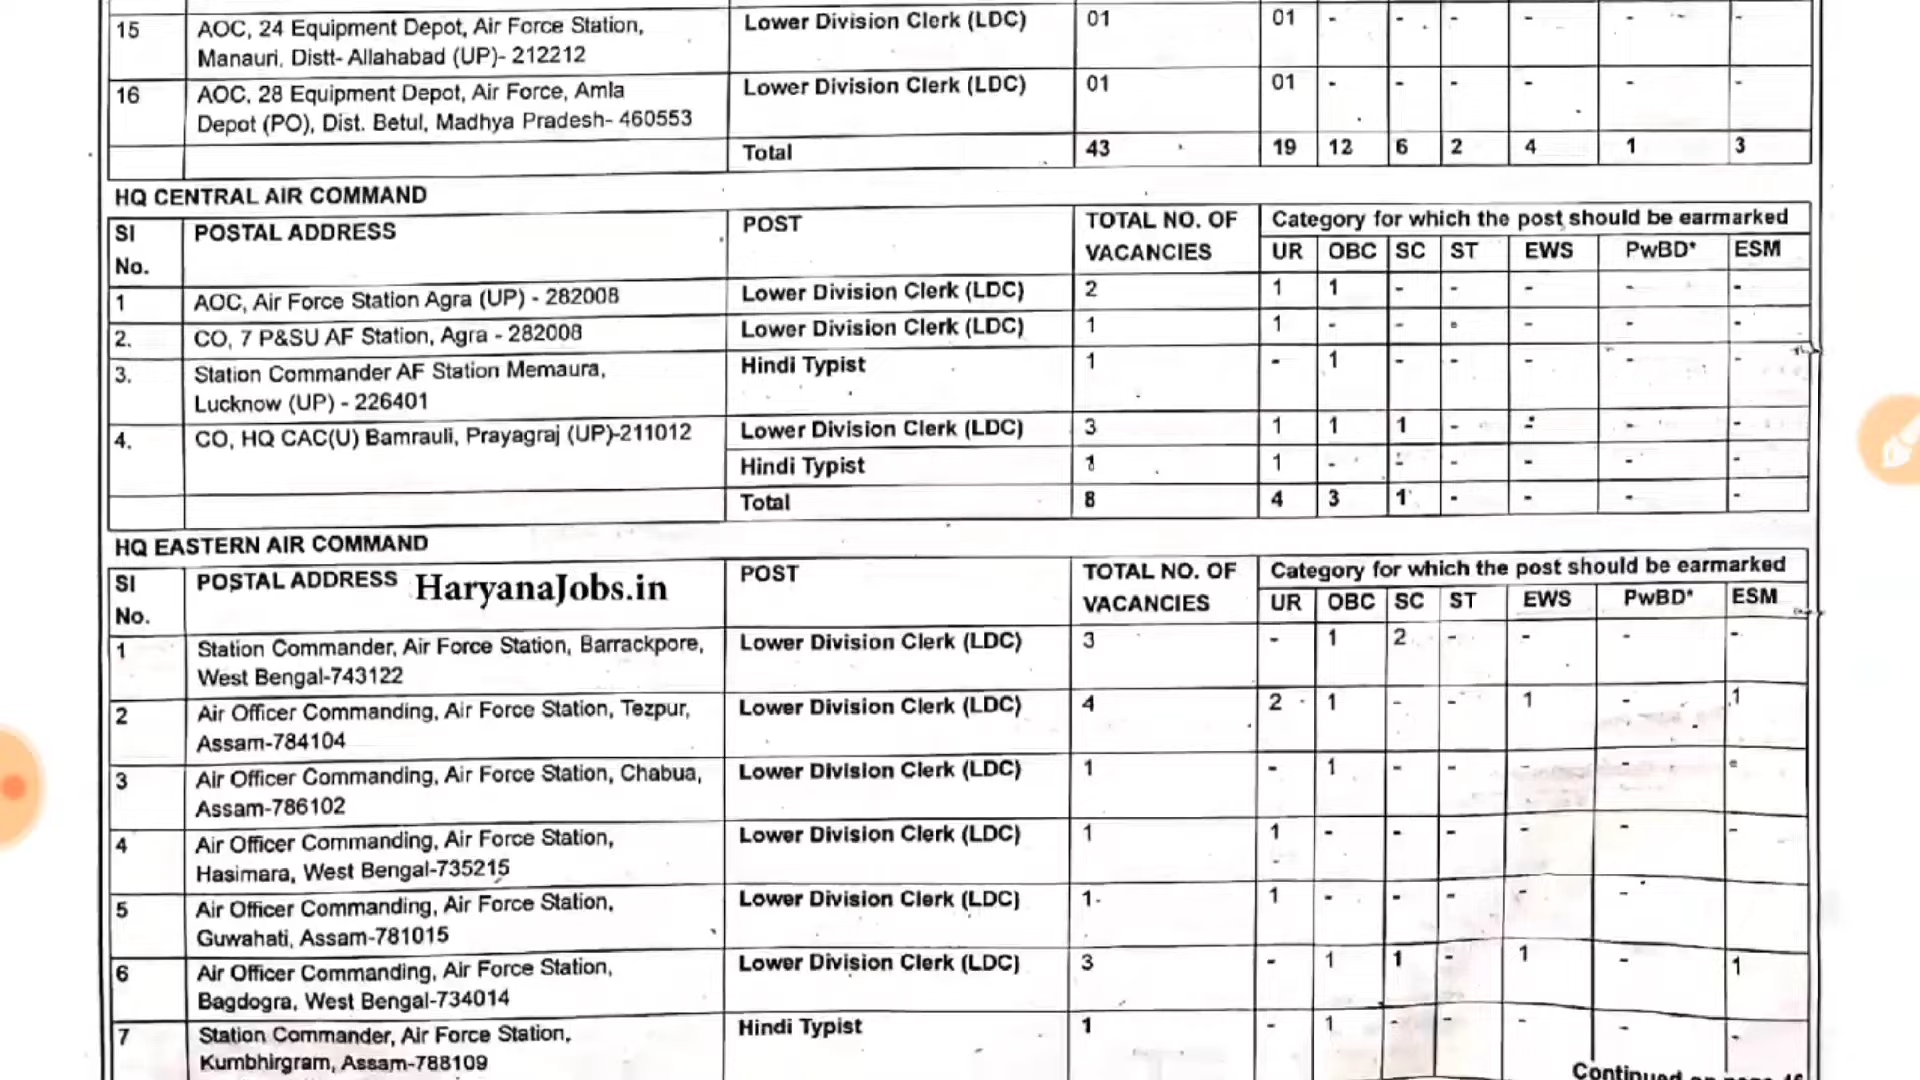 15 AOC, 24 Equipment Depot, Air Force Station, Lower Division Clerk (LDC) 01 01 - - - - - -
Manauri, Distt- Allahabad (UP)- 212212
16 AOC, 28 Equipment Depot, Air Force, Amla Lower Division Clerk (LDC) 01 01 - - - - - -
Depot (PO), Dist. Betul, Madhya Pradesh- 460553
Total 43 19 12 6 2 4 1 3
HQ CENTRAL AIR COMMAND
SI POSTAL ADDRESS POST TOTAL NO. OF Category for which the post should be earmarked
No. VACANCIES UR OBC SC ST EWS PwBD* ESM
1 AOC, Air Force Station Agra (UP) - 282008 Lower Division Clerk (LDC) 2 1 1 - - - - -
2. CO, 7 P&SU AF Station, Agra - 282008 Lower Division Clerk (LDC) 1 1 - - - - - -
3. Station Commander AF Station Memaura, Hindi Typist 1 - 1 - - - - -
Lucknow (UP) - 226401
4. CO, HQ CAC(U) Bamrauli, Prayagraj (UP)-211012 Lower Division Clerk (LDC) 3 1 1 1 - - - -
Hindi Typist 1 1 - - - - - -
Total 8 4 3 1 - - - -
HQ EASTERN AIR COMMAND
SI POSTAL ADDRESS HaryanaJobs.in POST TOTAL NO. OF Category for which the post should be earmarked
No. VACANCIES UR OBC SC ST EWS PwBD* ESM
1 Station Commander, Air Force Station, Barrackpore, Lower Division Clerk (LDC) 3 - 1 2 - - - -
West Bengal-743122
2 Air Officer Commanding, Air Force Station, Tezpur, Lower Division Clerk (LDC) 4 2 1 - - 1 - 1
Assam-784104
3 Air Officer Commanding, Air Force Station, Chabua, Lower Division Clerk (LDC) 1 - 1 - - - - -
Assam-786102
4 Air Officer Commanding, Air Force Station, Lower Division Clerk (LDC) 1 1 - - - - - -
Hasimara, West Bengal-735215
5 Air Officer Commanding, Air Force Station, Lower Division Clerk (LDC) 1 1 - - - - -
Guwahati, Assam-781015
6 Air Officer Commanding, Air Force Station, Lower Division Clerk (LDC) 3 - 1 1 - 1 - 1
Bagdogra, West Bengal-734014
7 Station Commander, Air Force Station, Hindi Typist 1 - 1 - - - - -
Kumbhirgram, Assam-788109
Continued on page